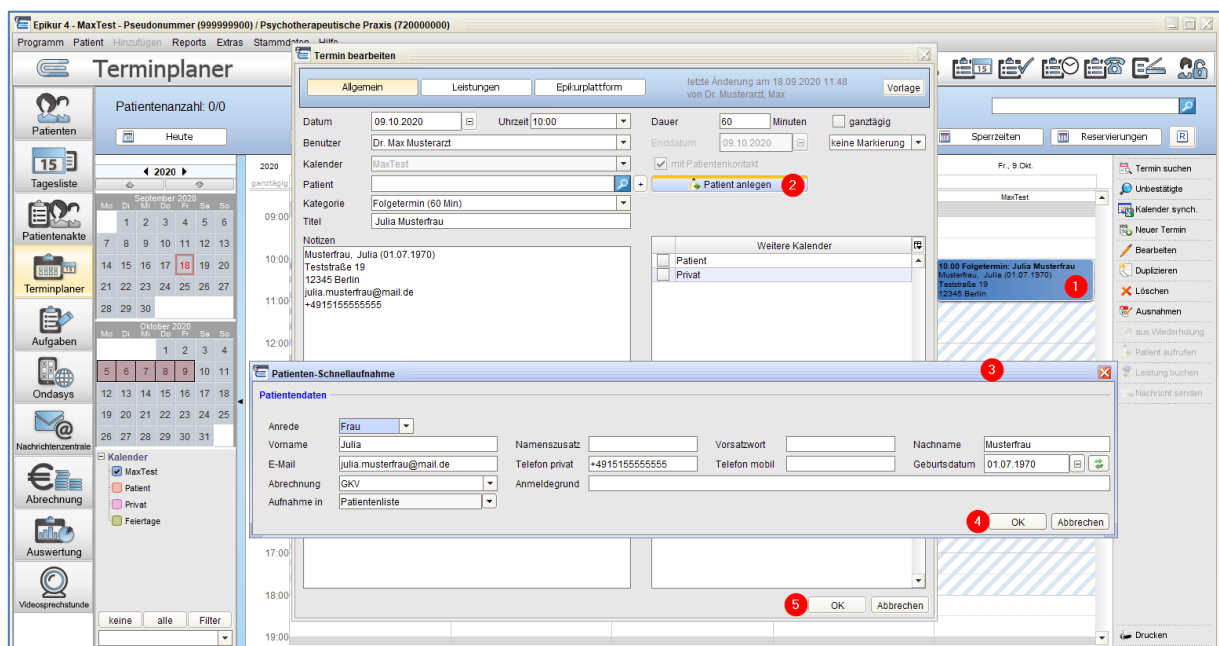 Epikur 4 - MaxTest - Pseudonummer (999999900) / Psychotherapeutische Praxis (720000000)
Programm Patient Hinzufügen Reports Extras Stammdaten Hilfe
Terminplaner
Patientenanzahl: 0/0
Heute
Sperrzeiten
Reservierungen
R
Patienten
Tagesliste
Patientenakte
Terminplaner
Aufgaben
Ondasys
Nachrichtenzentrale
Abrechnung
Auswertung
Videosprechstunde
2020
September 2020
Mo Di Mi Do Fr Sa So
1 2 3 4 5 6
7 8 9 10 11 12 13
14 15 16 17 18 19 20
21 22 23 24 25 26 27
28 29 30
Oktober 2020
Mo Di Mi Do Fr Sa So
1 2 3 4
5 6 7 8 9 10 11
12 13 14 15 16 17 18
19 20 21 22 23 24 25
26 27 28 29 30 31
Kalender
MaxTest
Patient
Privat
Feiertage
keine alle Filter
2020
ganztägig
09:00
10:00
11:00
12:00
17:00
18:00
19:00
Termin bearbeiten
Allgemein Leistungen Epikurplattform
letzte Änderung am 18.09.2020 11:48
von Dr. Musterarzt, Max
Vorlage
Datum 09.10.2020 Uhrzeit 10:00 Dauer 60 Minuten ganztägig
Benutzer Dr. Max Musterarzt Enddatum 09.10.2020 keine Markierung
Kalender MaxTest mit Patientenkontakt
Patient + Patient anlegen 2
Kategorie Folgetermin (60 Min)
Titel Julia Musterfrau
Notizen
Musterfrau, Julia (01.07.1970)
Teststraße 19
12345 Berlin
julia.musterfrau@mail.de
+4915155555555
Weitere Kalender
Patient
Privat
Fr., 9.Okt.
MaxTest
10.00 Folgetermin: Julia Musterfrau
Musterfrau, Julia (01.07.1970)
Teststraße 19
12345 Berlin
1
Termin suchen
Unbestätigte
Kalender synch.
Neuer Termin
Bearbeiten
Duplizieren
Löschen
Ausnahmen
aus Wiederholung
Patient aufrufen
Leistung buchen
Nachricht senden
Drucken
Patienten-Schnellaufnahme 3
Patientendaten
Anrede Frau
Vorname Julia Namenszusatz Vorsatzwort Nachname Musterfrau
E-Mail julia.musterfrau@mail.de Telefon privat +4915155555555 Telefon mobil Geburtsdatum 01.07.1970
Abrechnung GKV Anmeldegrund
Aufnahme in Patientenliste
4 OK Abbrechen
5 OK Abbrechen